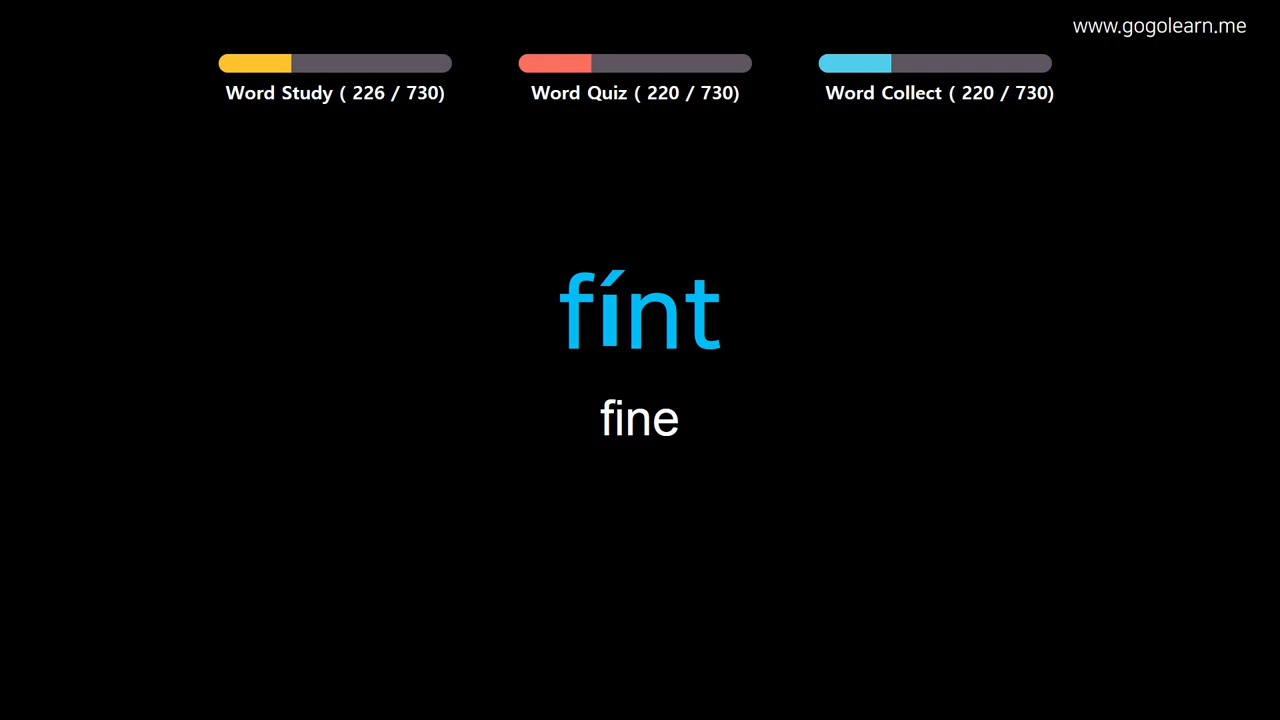 www.gogolearn.me
Word Study ( 226 / 730)
Word Quiz ( 220 / 730)
Word Collect ( 220 / 730)
fínt
fine